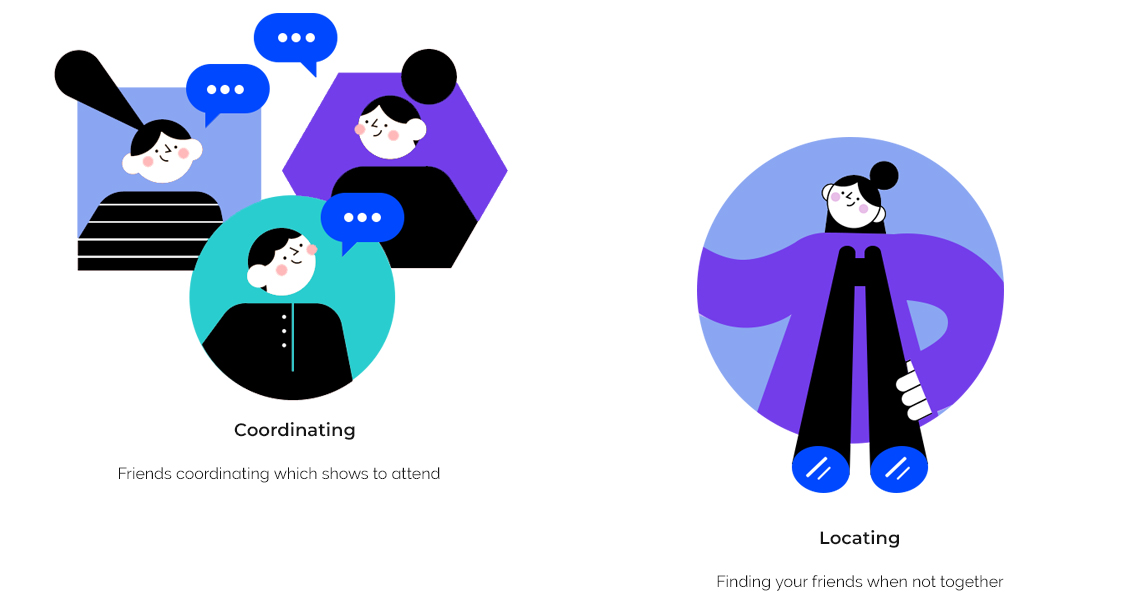 Coordinating
Friends coordinating which shows to attend
Locating
Finding your friends when not together